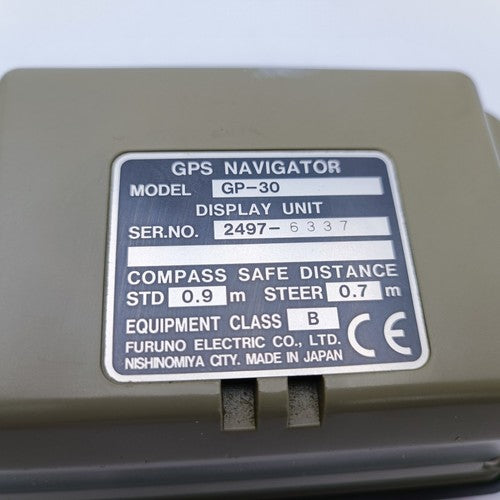 GPS NAVIGATOR
MODEL GP-30
DISPLAY UNIT
SER.NO. 2497-6337
COMPASS SAFE DISTANCE
STD 0.9 m STEER 0.7 m
EQUIPMENT CLASS B
FURUNO ELECTRIC CO., LTD.
NISHINOMIYA CITY. MADE IN JAPAN
CE